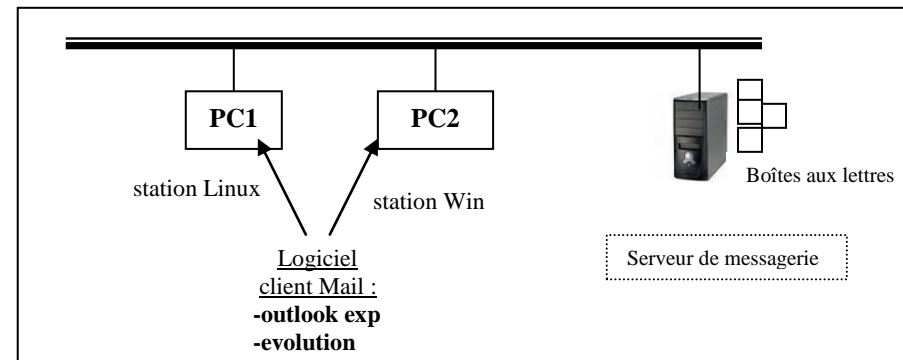 PC1
PC2
station Linux
station Win
Boîtes aux lettres
Logiciel
client Mail :
-outlook exp
-evolution
Serveur de messagerie